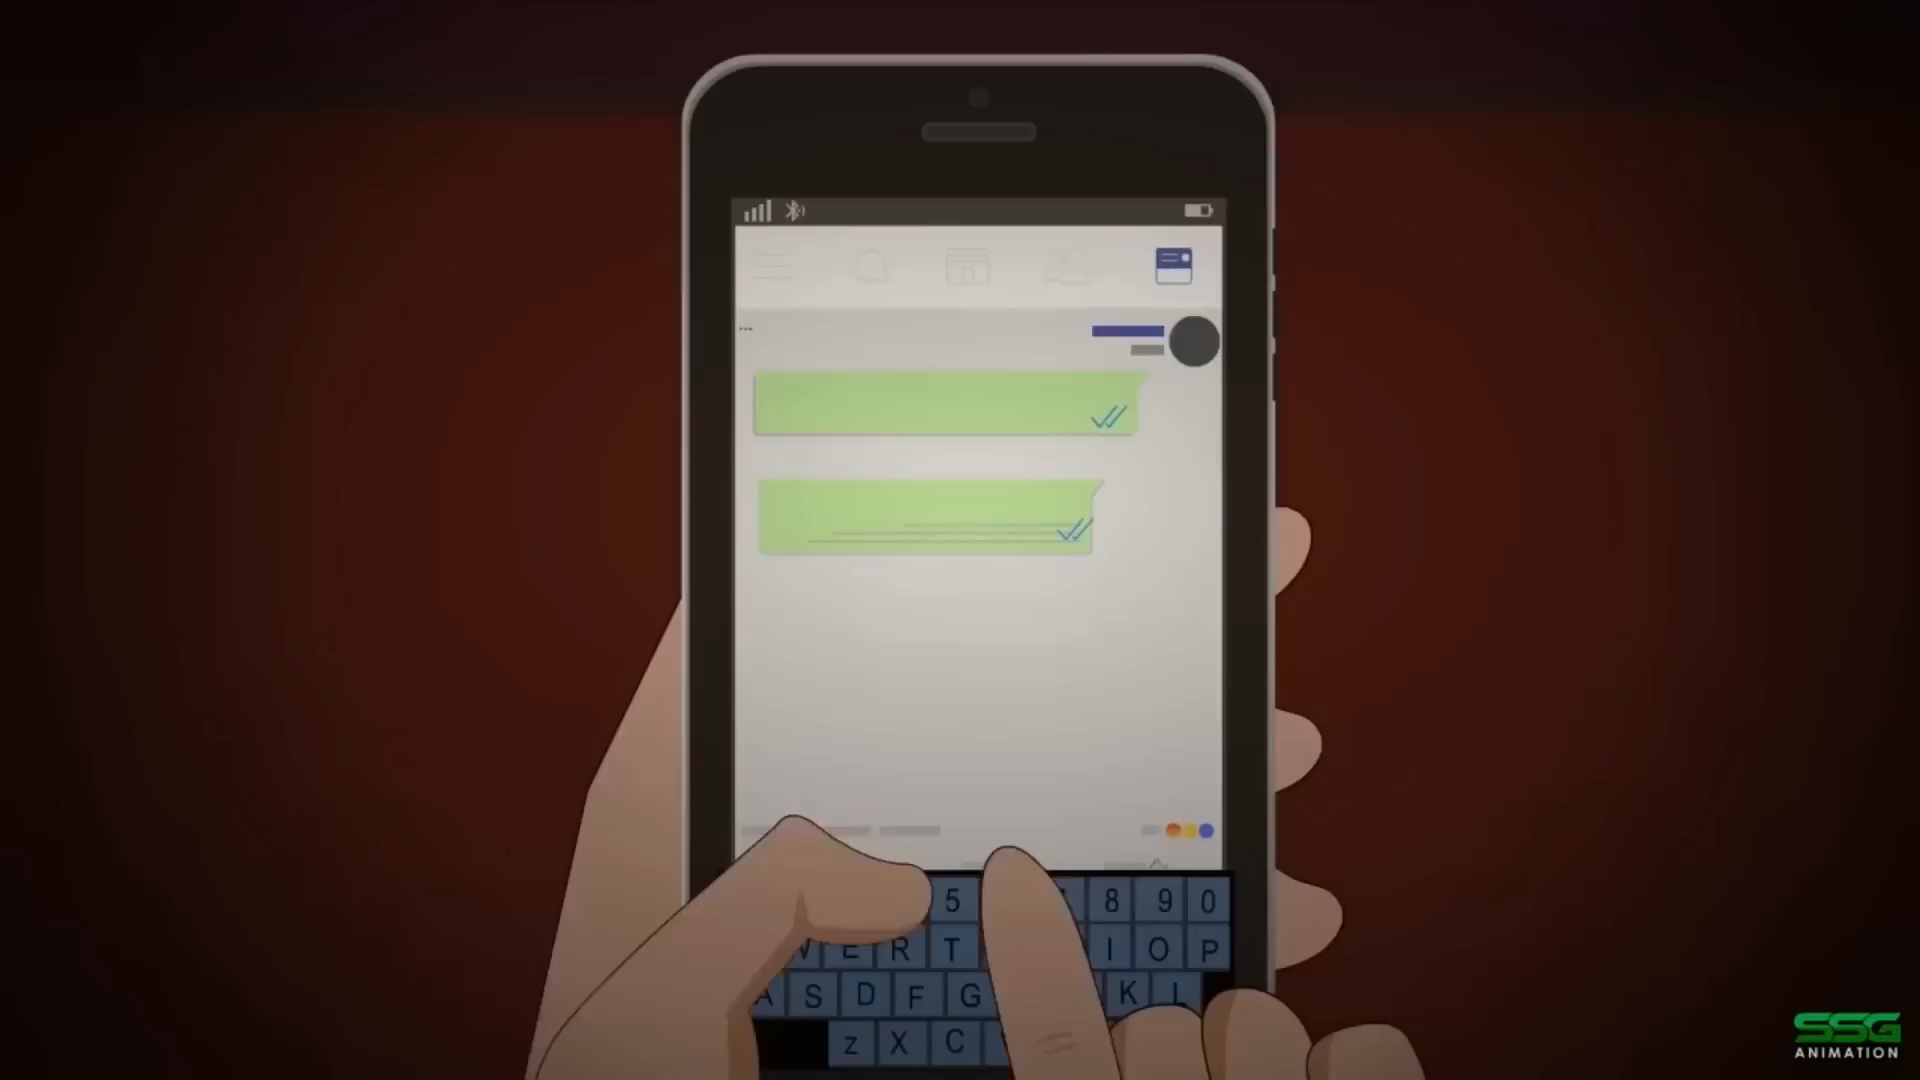 5 8 9 0
E R T I O P
A S D F G K L
z X C
SSG
ANIMATION